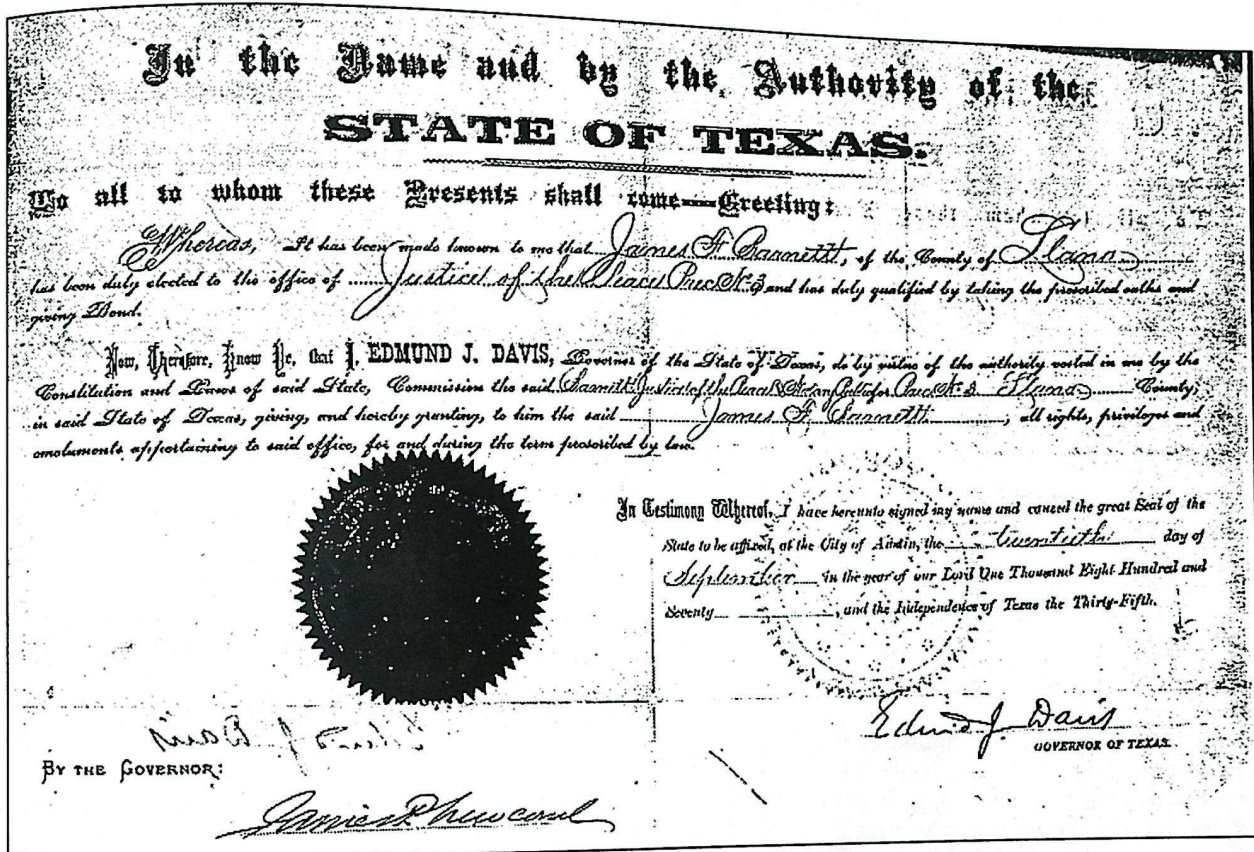 In the Name and by the Authority of the
STATE OF TEXAS.
To all to whom these Presents shall come—Greeting:
Whereas, It has been made known to me that James F. Barnett, of the County of Llano
has been duly elected to the office of Justice of the Peace Prec. No. 3 and has duly qualified by taking the prescribed oaths and
giving Bond.
Now, Therefore, Know Ye, that I, EDMUND J. DAVIS, Governor of the State of Texas, do by virtue of the authority vested in me by the
Constitution and Laws of said State, Commission the said Barnett Justice of the Peace & Notary Public for Prec. No. 3 Llano County,
in said State of Texas, giving, and hereby granting, to him the said James F. Barnett, all rights, privileges and
emoluments appertaining to said office, for and during the term prescribed by law.
In Testimony Whereof, I have hereunto signed my name and caused the great Seal of the
State to be affixed, at the City of Austin, the twentieth day of
September in the year of our Lord One Thousand Eight Hundred and
Seventy, and the Independence of Texas the Thirty-Fifth.
Edmund J. Davis
GOVERNOR OF TEXAS.
BY THE GOVERNOR:
James P. Newcomb